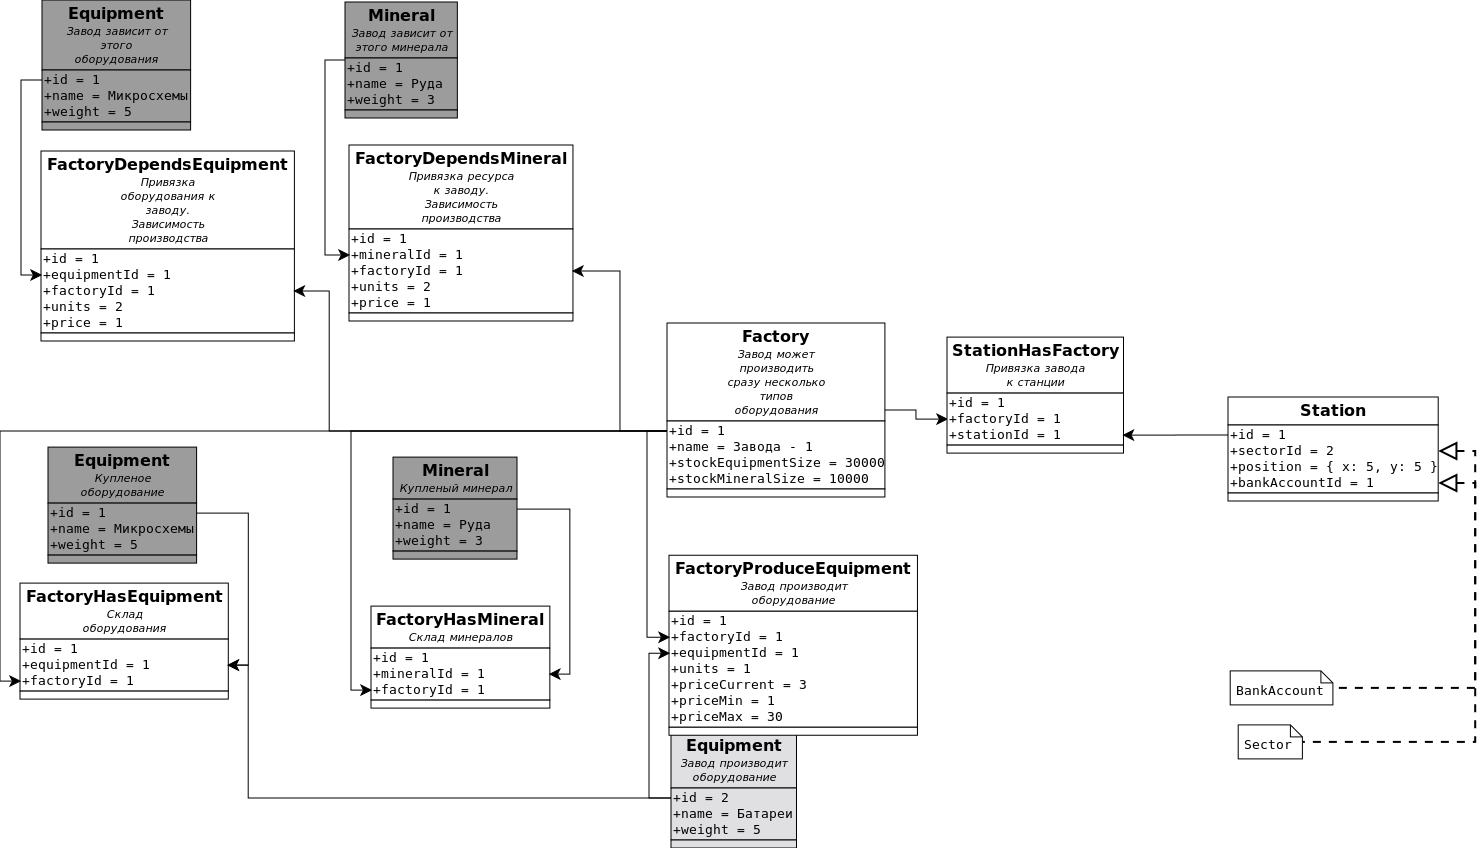 Equipment
Завод зависит от
этого
оборудования
+id = 1
+name = Микросхемы
+weight = 5
Mineral
Завод зависит от
этого минерала
+id = 1
+name = Руда
+weight = 3
FactoryDependsEquipment
Привязка
оборудования к
заводу.
Зависимость
производства
+id = 1
+equipmentId = 1
+factoryId = 1
+units = 2
+price = 1
FactoryDependsMineral
Привязка ресурса
к заводу.
Зависимость
производства
+id = 1
+mineralId = 1
+factoryId = 1
+units = 2
+price = 1
Factory
Завод может
производить
сразу несколько
типов
оборудования
+id = 1
+name = Завода - 1
+stockEquipmentSize = 30000
+stockMineralSize = 10000
StationHasFactory
Привязка завода
к станции
+id = 1
+factoryId = 1
+stationId = 1
Station
+id = 1
+sectorId = 2
+position = { x: 5, y: 5 }
+bankAccountId = 1
Equipment
Купленое
оборудование
+id = 1
+name = Микросхемы
+weight = 5
Mineral
Купленый минерал
+id = 1
+name = Руда
+weight = 3
FactoryHasEquipment
Склад
оборудования
+id = 1
+equipmentId = 1
+factoryId = 1
FactoryHasMineral
Склад минералов
+id = 1
+mineralId = 1
+factoryId = 1
FactoryProduceEquipment
Завод производит
оборудование
+id = 1
+factoryId = 1
+equipmentId = 1
+units = 1
+priceCurrent = 3
+priceMin = 1
+priceMax = 30
Equipment
Завод производит
оборудование
+id = 2
+name = Батареи
+weight = 5
BankAccount
Sector